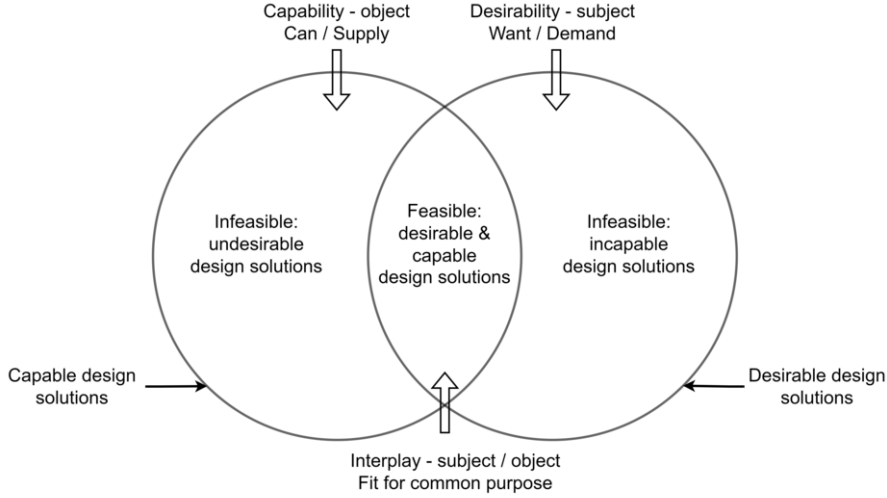 Capability - object
Can / Supply
Desirability - subject
Want / Demand
Infeasible:
undesirable
design solutions
Feasible:
desirable &
capable
design solutions
Infeasible:
incapable
design solutions
Capable design
solutions
Desirable design
solutions
Interplay - subject / object
Fit for common purpose